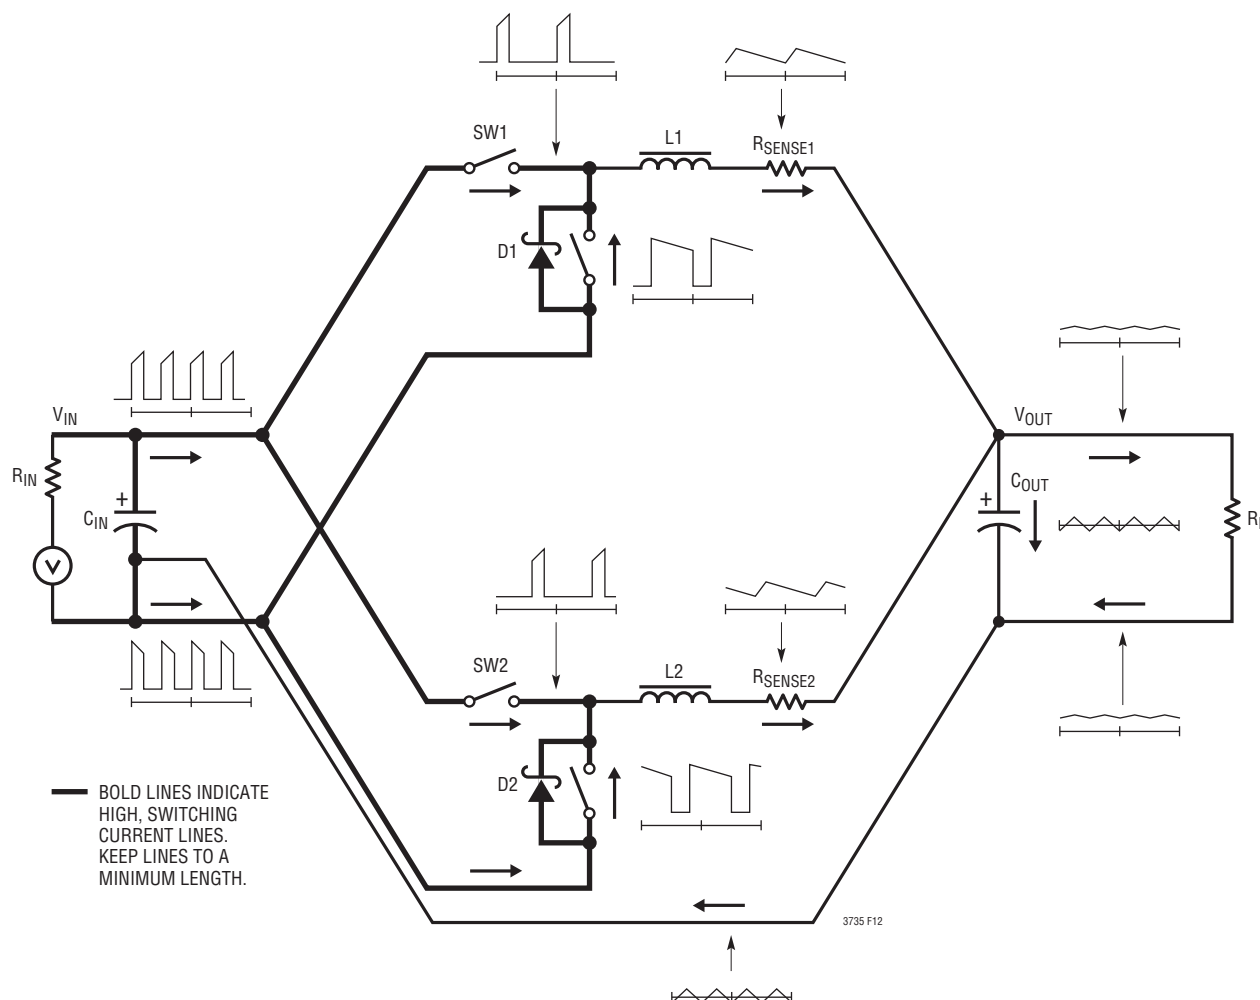 SW1
L1
RSENSE1
D1
VIN
VOUT
RIN
+
CIN
+
COUT
V
SW2
L2
RSENSE2
D2
BOLD LINES INDICATE
HIGH, SWITCHING
CURRENT LINES.
KEEP LINES TO A
MINIMUM LENGTH.
3735 F12